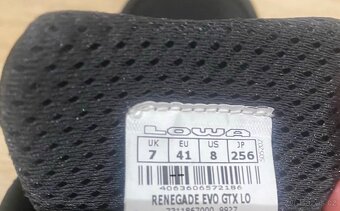 LOWA
UK EU US JP
7 41 8 256
4063606572186
RENEGADE EVO GTX LO